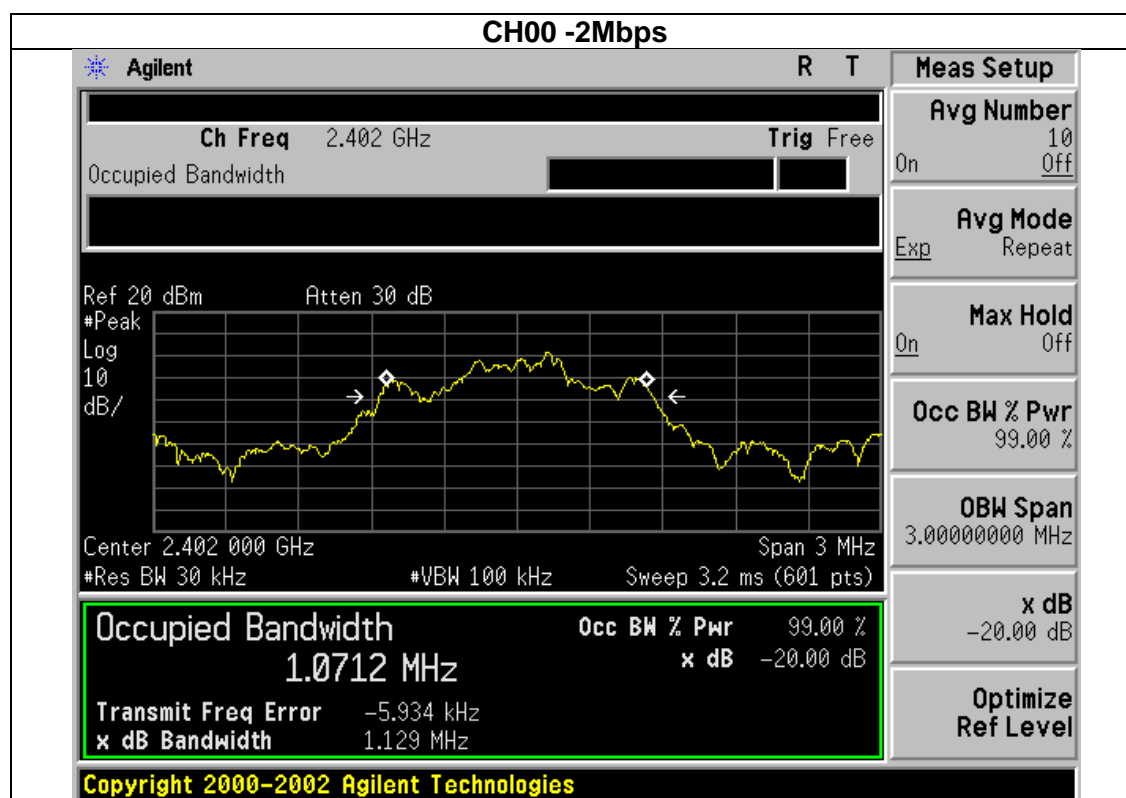 CH00 -2Mbps
Agilent R T Meas Setup
Ch Freq 2.402 GHz Trig Free
Occupied Bandwidth
Avg Number
10
On Off
Avg Mode
Exp Repeat
Ref 20 dBm Atten 30 dB
#Peak
Log
10
dB/
Max Hold
On Off
Occ BW % Pwr
99.00 %
OBW Span
3.00000000 MHz
Center 2.402 000 GHz Span 3 MHz
#Res BW 30 kHz #VBW 100 kHz Sweep 3.2 ms (601 pts)
Occupied Bandwidth Occ BW % Pwr 99.00 %
1.0712 MHz x dB -20.00 dB
Transmit Freq Error -5.934 kHz
x dB Bandwidth 1.129 MHz
x dB
-20.00 dB
Optimize
Ref Level
Copyright 2000-2002 Agilent Technologies